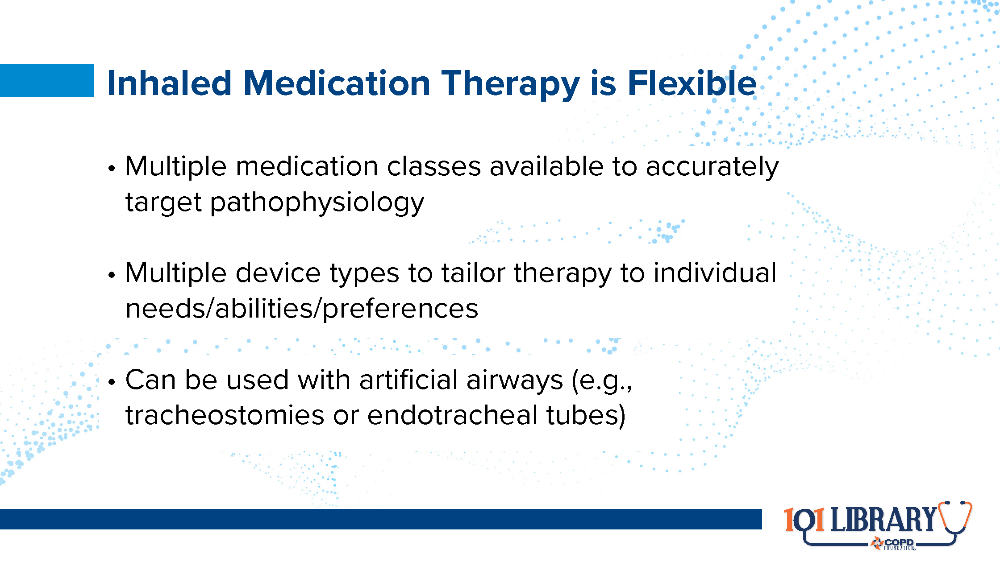 Inhaled Medication Therapy is Flexible
• Multiple medication classes available to accurately
target pathophysiology
• Multiple device types to tailor therapy to individual
needs/abilities/preferences
• Can be used with artificial airways (e.g.,
tracheostomies or endotracheal tubes)
101 LIBRARY
COPD
FOUNDATION